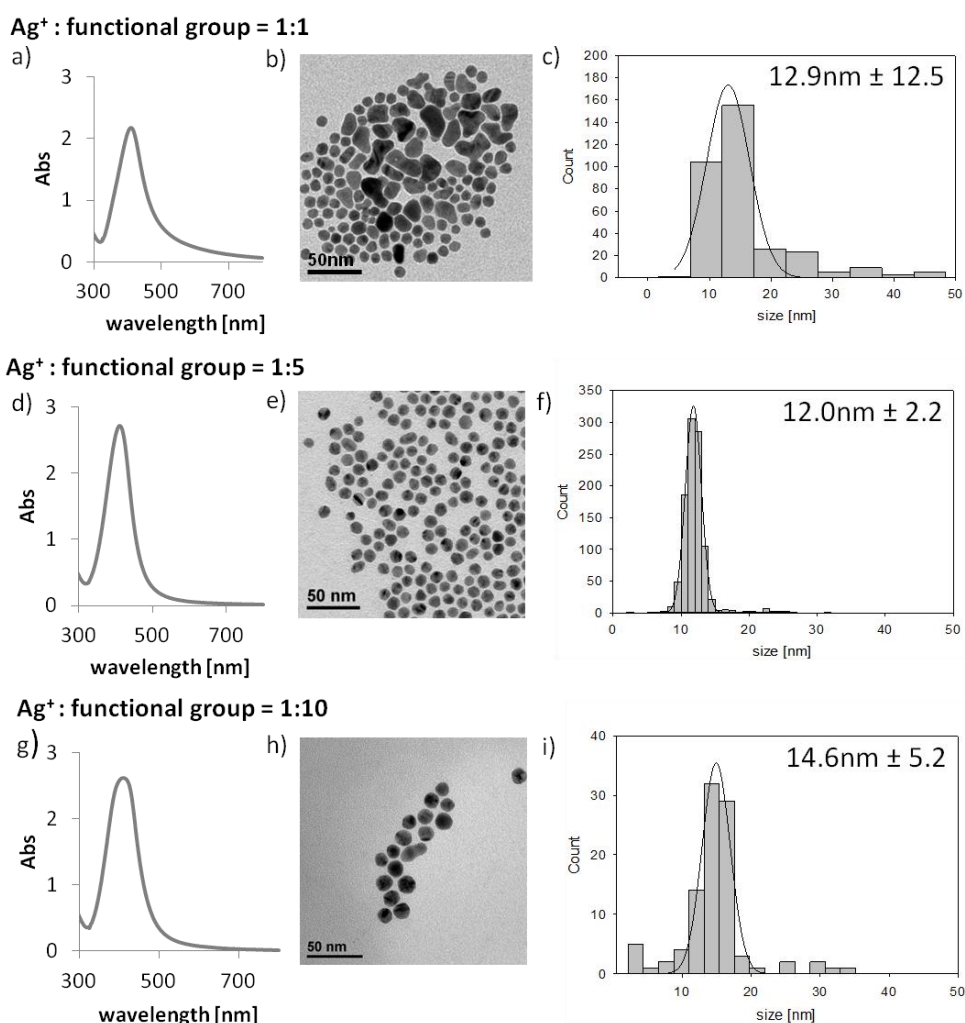 Ag⁺ : functional group = 1:1
a)
3
2
1
0
Abs
300 500 700
wavelength [nm]
b)
50nm
c)
12.9nm ± 12.5
200
180
160
140
120
100
80
60
40
20
0
Count
0 10 20 30 40 50
size [nm]
Ag⁺ : functional group = 1:5
d)
3
2
1
0
Abs
300 500 700
wavelength [nm]
e)
50 nm
f)
12.0nm ± 2.2
350
300
250
200
150
100
50
0
Count
0 10 20 30 40 50
size [nm]
Ag⁺ : functional group = 1:10
g)
3
2
1
0
Abs
300 500 700
wavelength [nm]
h)
50 nm
i)
14.6nm ± 5.2
40
30
20
10
0
Count
10 20 30 40 50
size [nm]